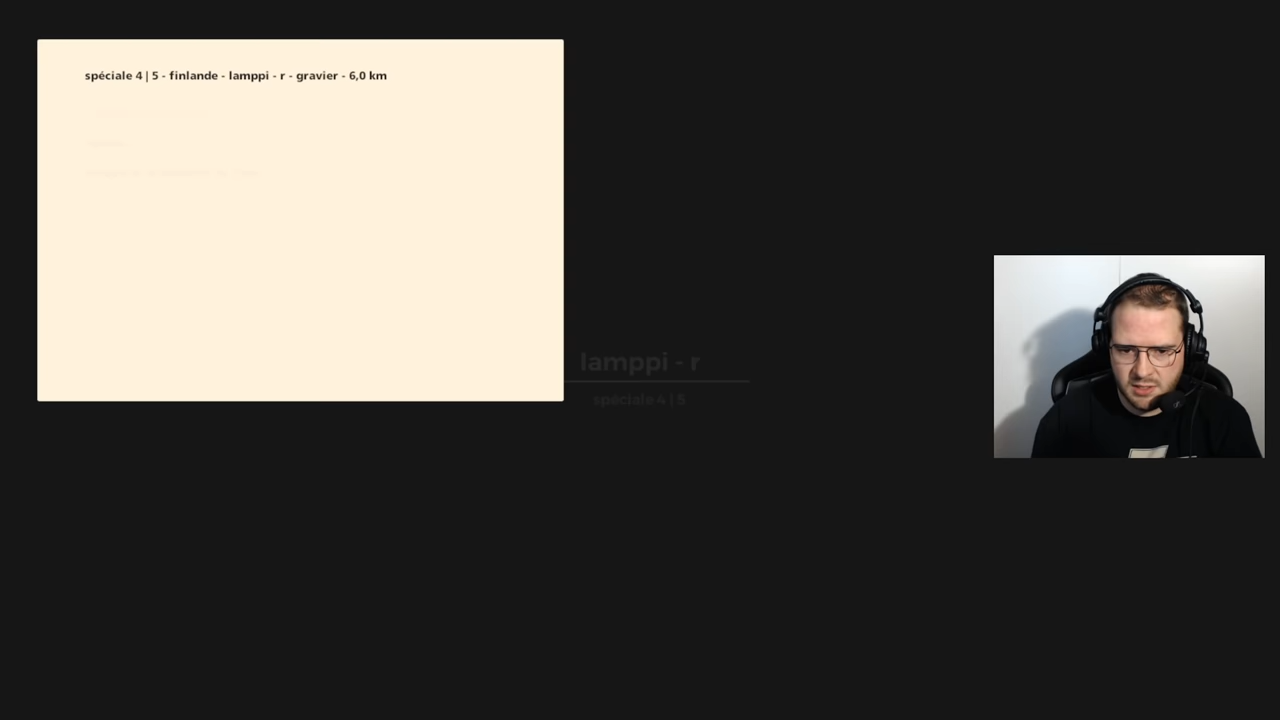 spéciale 4 | 5 - finlande - lamppi - r - gravier - 6,0 km
lamppi - r
spéciale 4 | 5